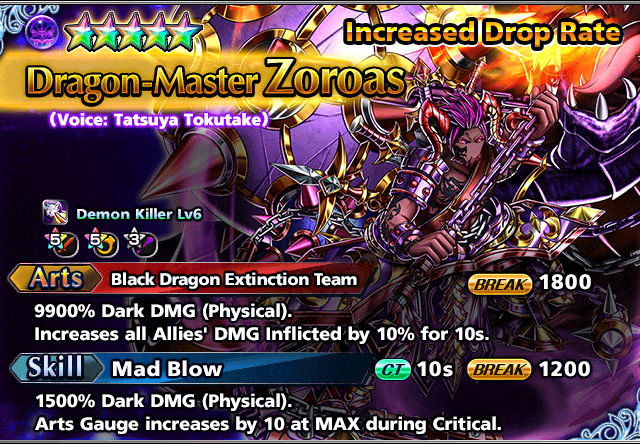 Increased Drop Rate
Dragon-Master Zoroas
(Voice: Tatsuya Tokutake)
Demon Killer Lv6
5 5 3
Arts Black Dragon Extinction Team BREAK 1800
9900% Dark DMG (Physical).
Increases all Allies' DMG Inflicted by 10% for 10s.
Skill Mad Blow CT 10s BREAK 1200
1500% Dark DMG (Physical).
Arts Gauge increases by 10 at MAX during Critical.